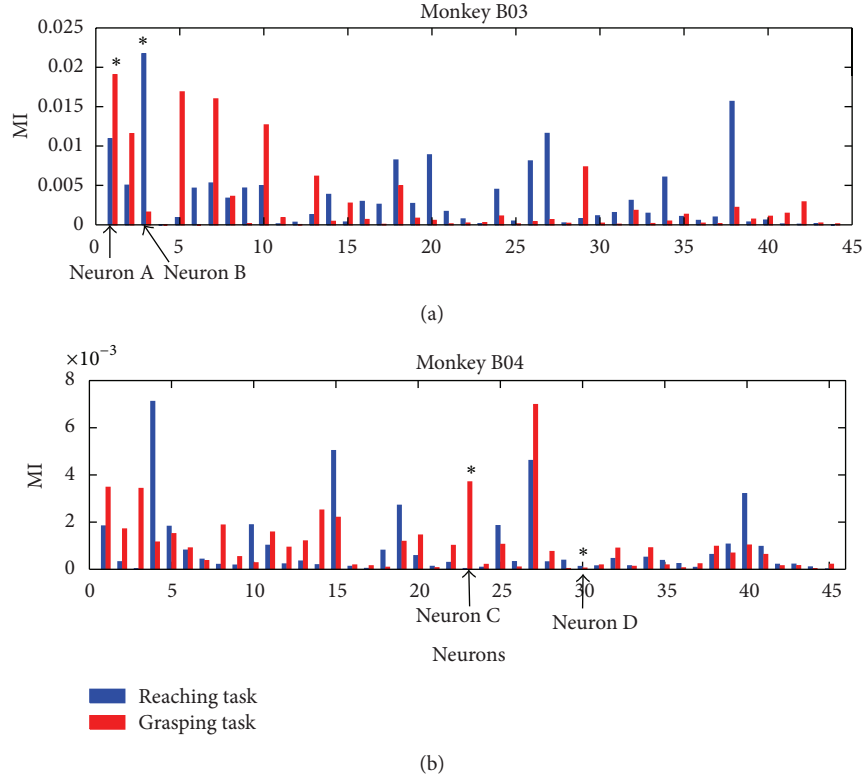 Monkey B03
0.025
0.02
0.015
0.01
0.005
0
MI
* *
0 5 10 15 20 25 30 35 40 45
Neuron A Neuron B
(a)
×10−3
Monkey B04
8
6
4
2
0
MI
* *
0 5 10 15 20 25 30 35 40 45
Neuron C Neuron D
Neurons
Reaching task
Grasping task
(b)